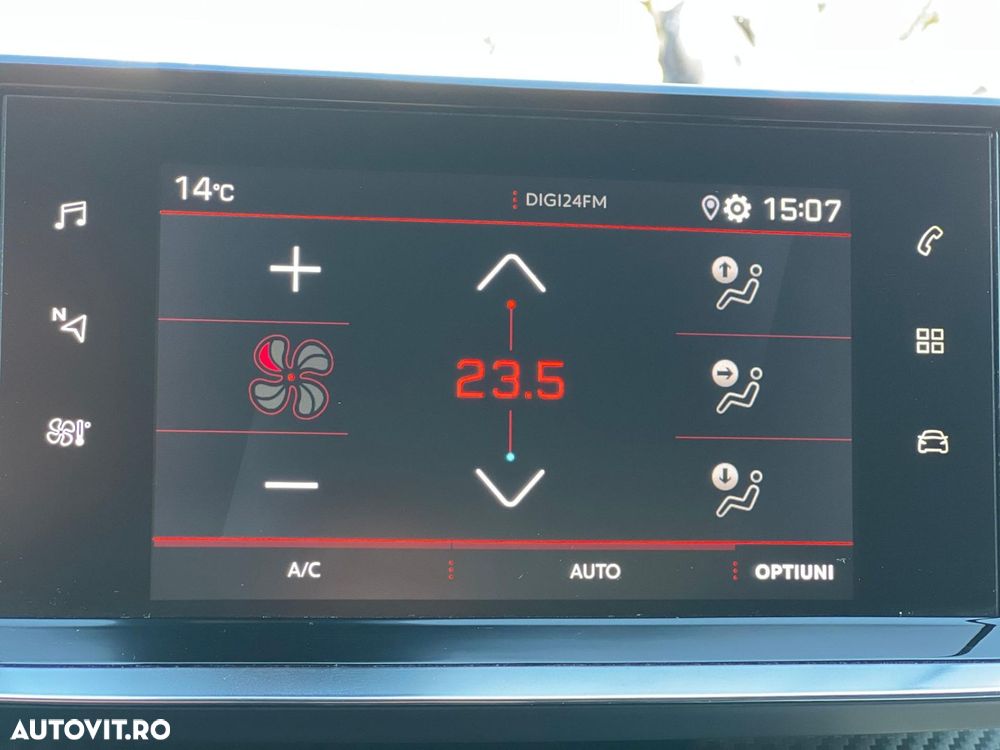 14°C
DIGI24FM
15:07
N
23.5
A/C
AUTO
OPTIUNI
AUTOVIT.RO